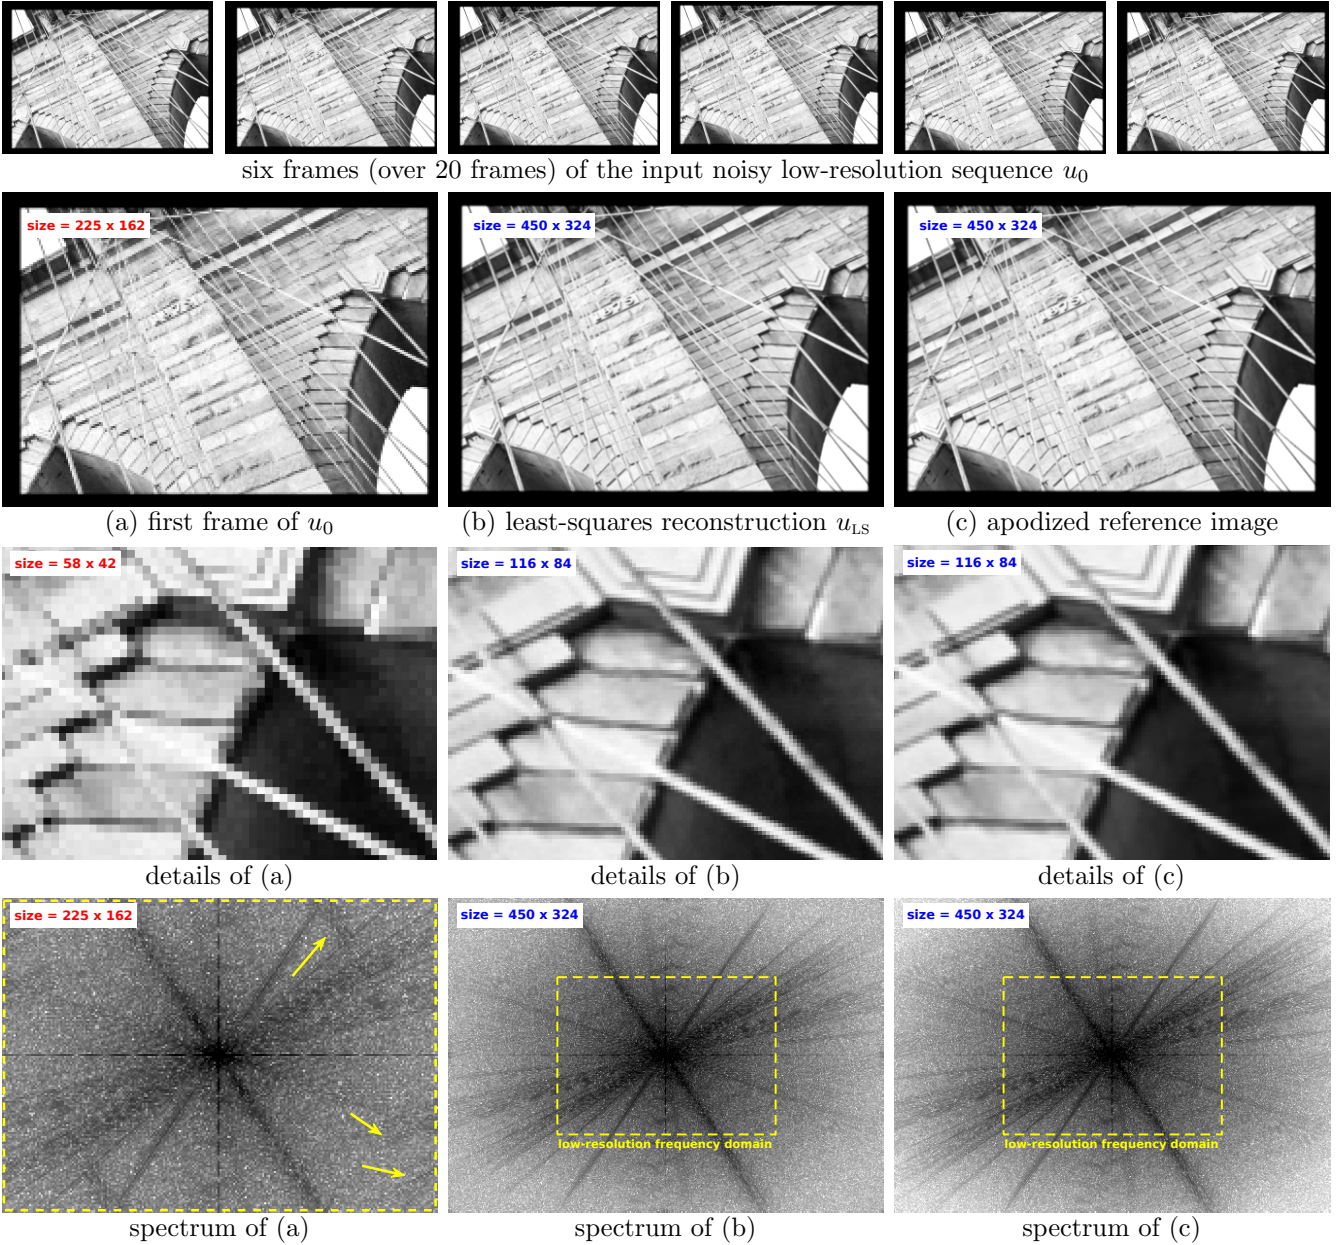 six frames (over 20 frames) of the input noisy low-resolution sequence u₀
size = 225 x 162
size = 450 x 324
size = 450 x 324
(a) first frame of u₀
(b) least-squares reconstruction u_LS
(c) apodized reference image
size = 58 x 42
size = 116 x 84
size = 116 x 84
details of (a)
details of (b)
details of (c)
size = 225 x 162
size = 450 x 324
size = 450 x 324
low-resolution frequency domain
low-resolution frequency domain
spectrum of (a)
spectrum of (b)
spectrum of (c)